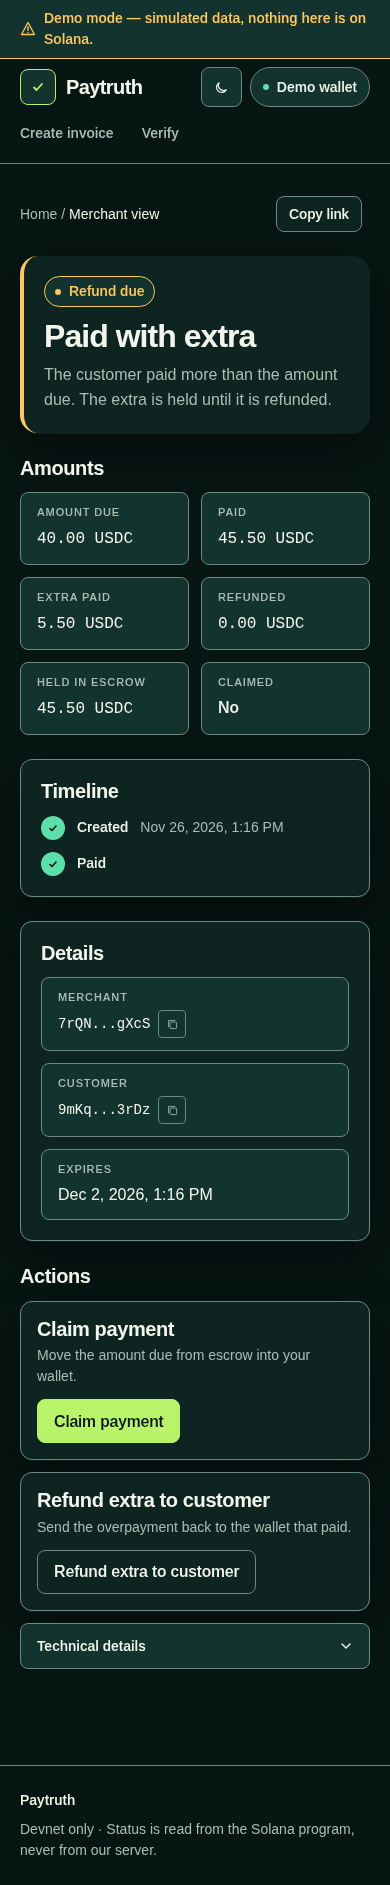 Demo mode — simulated data, nothing here is on
Solana.
Paytruth
Demo wallet
Create invoice
Verify
Home / Merchant view
Copy link
Refund due
Paid with extra
The customer paid more than the amount
due. The extra is held until it is refunded.
Amounts
AMOUNT DUE
40.00 USDC
PAID
45.50 USDC
EXTRA PAID
5.50 USDC
REFUNDED
0.00 USDC
HELD IN ESCROW
45.50 USDC
CLAIMED
No
Timeline
Created Nov 26, 2026, 1:16 PM
Paid
Details
MERCHANT
7rQN...gXcS
CUSTOMER
9mKq...3rDz
EXPIRES
Dec 2, 2026, 1:16 PM
Actions
Claim payment
Move the amount due from escrow into your
wallet.
Claim payment
Refund extra to customer
Send the overpayment back to the wallet that paid.
Refund extra to customer
Technical details
Paytruth
Devnet only · Status is read from the Solana program,
never from our server.